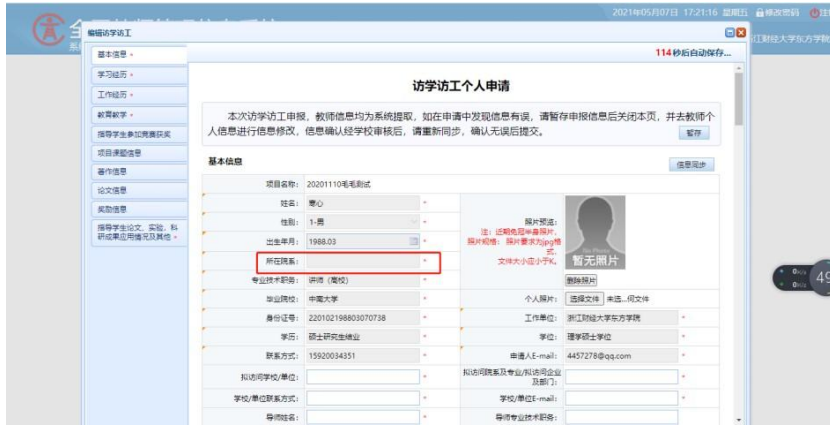 2021年05月07日 17:21:16 星期五 修改密码
江财经大学东方学院
编辑访学访工
114秒后自动保存...
基本信息 *
学习经历 *
工作经历 *
教育教学 *
指导学生参加竞赛获奖
项目课题信息
著作信息
论文信息
奖励信息
指导学生论文、实验、科
研成果应用情况及其他 *
访学访工个人申请
本次访学访工申报，教师信息均为系统提取，如在申请中发现信息有误，请暂存申报信息后关闭本页，并去教师个
人信息进行信息修改，信息确认经学校审核后，请重新同步，确认无误后提交。
暂存
基本信息
信息同步
项目名称： 20201110毛毛测试
姓名： *
性别： 1-男 *
出生年月： 1988.03 *
所在院系： *
专业技术职务： 讲师（高校） *
毕业院校： 中南大学 *
身份证号： 220102198803070738 *
学历： 硕士研究生结业 *
联系方式： 15920034351 *
拟访问学校/单位： *
学校/单位联系方式： *
导师姓名： *
照片预览：
注：近期免冠半身照片，
照片规格：照片要求为jpg格
式，
文件大小应小于K。
暂无照片
删除照片
个人照片： 选择文件 未选...何文件
工作单位： 浙江财经大学东方学院 *
学位： 理学硕士学位 *
申请人E-mail： 4457278@qq.com *
拟访问院系及专业/拟访问企业
及部门： *
学校/单位E-mail： *
导师专业技术职务：
49